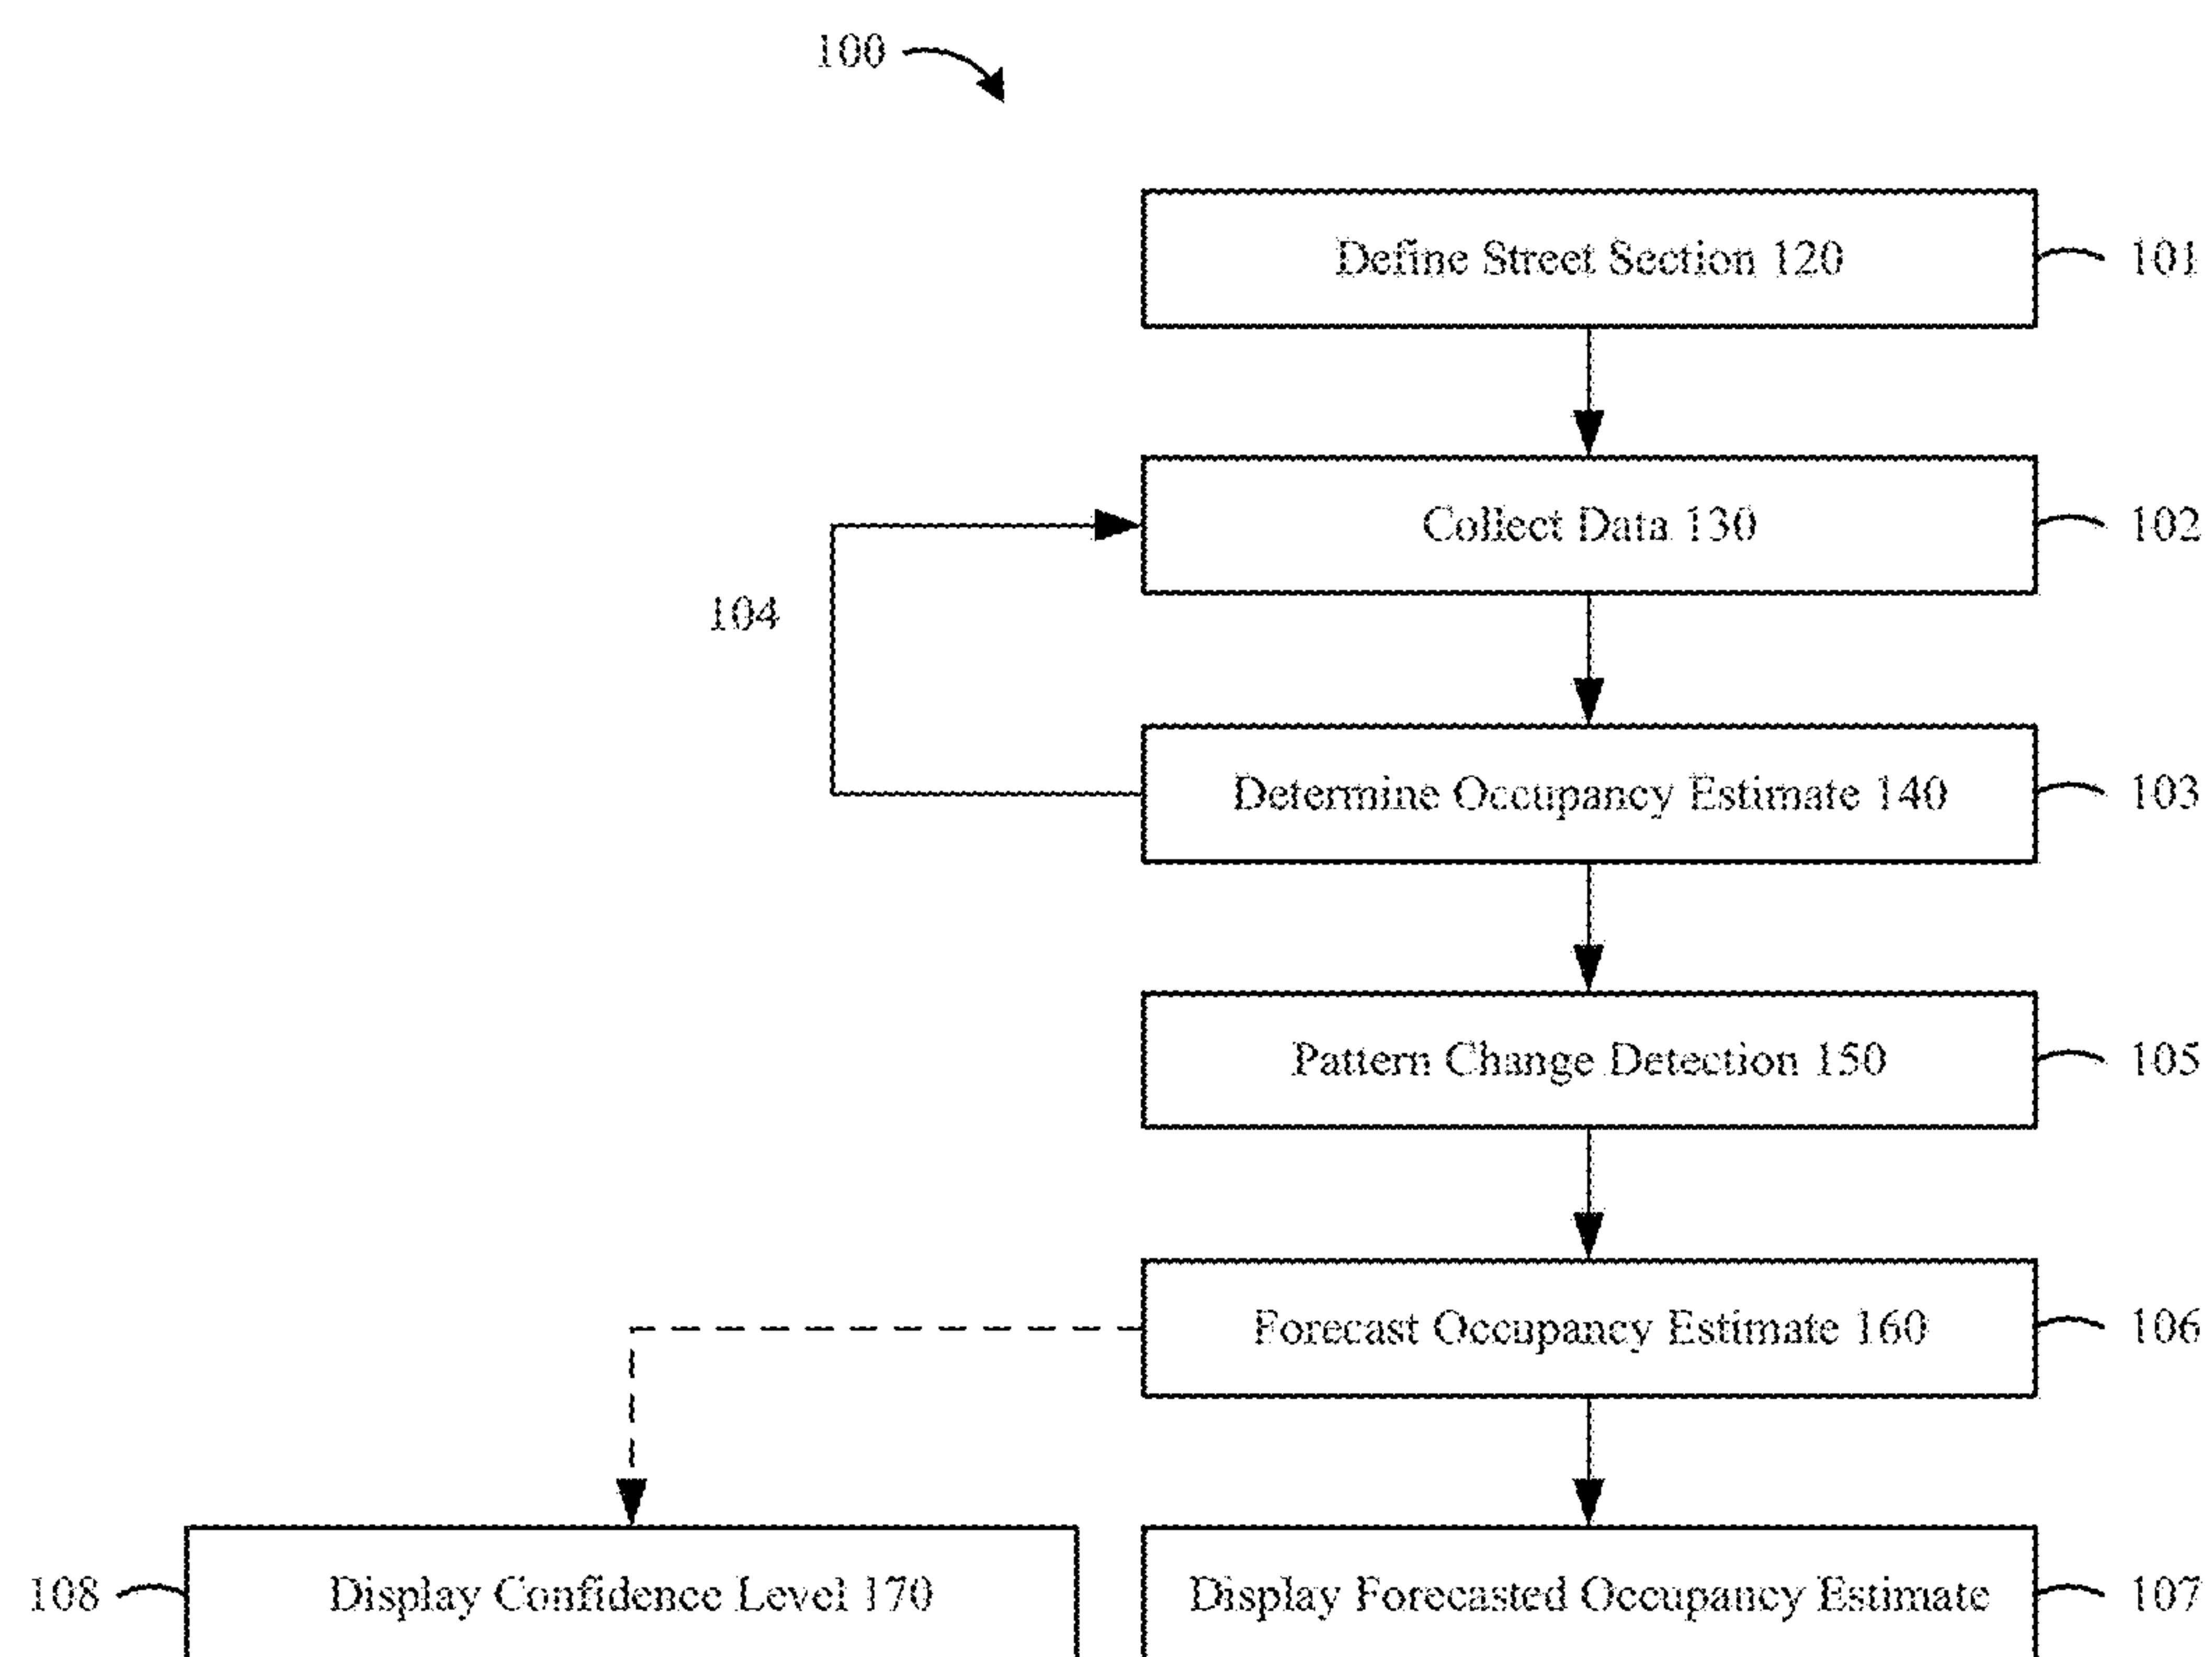 100
Define Street Section 120
101
Collect Data 130
102
104
Determine Occupancy Estimate 140
103
Pattern Change Detection 150
105
Forecast Occupancy Estimate 160
106
108
Display Confidence Level 170
Display Forecasted Occupancy Estimate
107